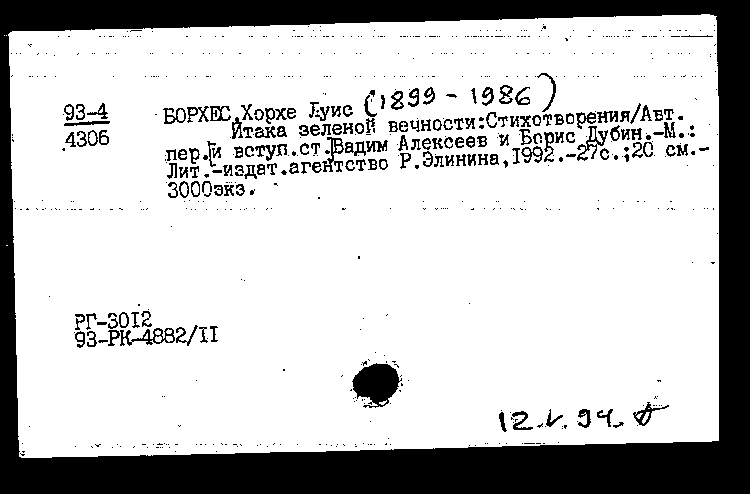 93-4
4306
БОРХЕС,Хорхе Луис (1899 - 1986)
Итака зеленой вечности:Стихотворения/Авт.
пер.[и вступ.ст.]Вадим Алексеев и Борис Дубин.-М.:
Лит.-издат.агентство Р.Элинина,1992.-27с.;20 см.-
3000экз.
РГ-3012
93-РК-4882/II
12.V.94.